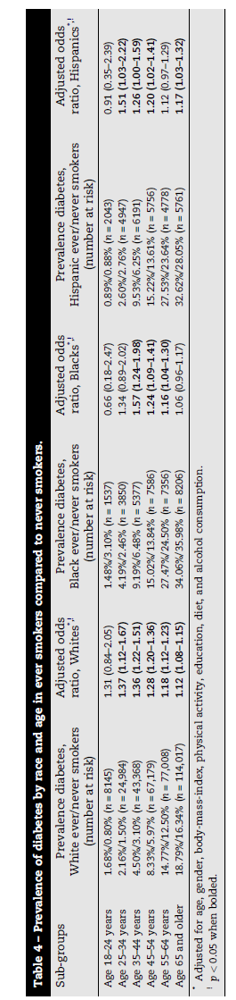 Table 4 – Prevalence of diabetes by race and age in ever smokers compared to never smokers.
Sub-groups Prevalence diabetes, White ever/never smokers (number at risk) Adjusted odds ratio, Whites*,! Prevalence diabetes, Black ever/never smokers (number at risk) Adjusted odds ratio, Blacks*,! Prevalence diabetes, Hispanic ever/never smokers (number at risk) Adjusted odds ratio, Hispanics*,!
Age 18–24 years 1.68%/0.80% (n = 8145) 1.31 (0.84–2.05) 1.48%/3.10% (n = 1537) 0.66 (0.18–2.47) 0.89%/0.88% (n = 2043) 0.91 (0.35–2.39)
Age 25–34 years 2.16%/1.50% (n = 24,984) 1.37 (1.12–1.67) 4.19%/2.46% (n = 3850) 1.34 (0.89–2.02) 2.60%/2.76% (n = 4947) 1.51 (1.03–2.22)
Age 35–44 years 4.50%/3.10% (n = 43,368) 1.36 (1.22–1.51) 9.19%/6.48% (n = 5377) 1.57 (1.24–1.98) 9.53%/6.25% (n = 6191) 1.26 (1.00–1.59)
Age 45–54 years 8.33%/5.97% (n = 67,179) 1.28 (1.20–1.36) 15.02%/13.84% (n = 7586) 1.24 (1.09–1.41) 15.22%/13.61% (n = 5756) 1.20 (1.02–1.41)
Age 55–64 years 14.77%/12.50% (n = 77,008) 1.18 (1.12–1.23) 27.47%/24.50% (n = 7356) 1.16 (1.04–1.30) 27.53%/23.64% (n = 4778) 1.12 (0.97–1.29)
Age 65 and older 18.79%/16.34% (n = 114,017) 1.12 (1.08–1.15) 34.06%/35.98% (n = 8206) 1.06 (0.96–1.17) 32.62%/28.05% (n = 5761) 1.17 (1.03–1.32)
* Adjusted for age, gender, body-mass-index, physical activity, education, diet, and alcohol consumption.
! p < 0.05 when bolded.